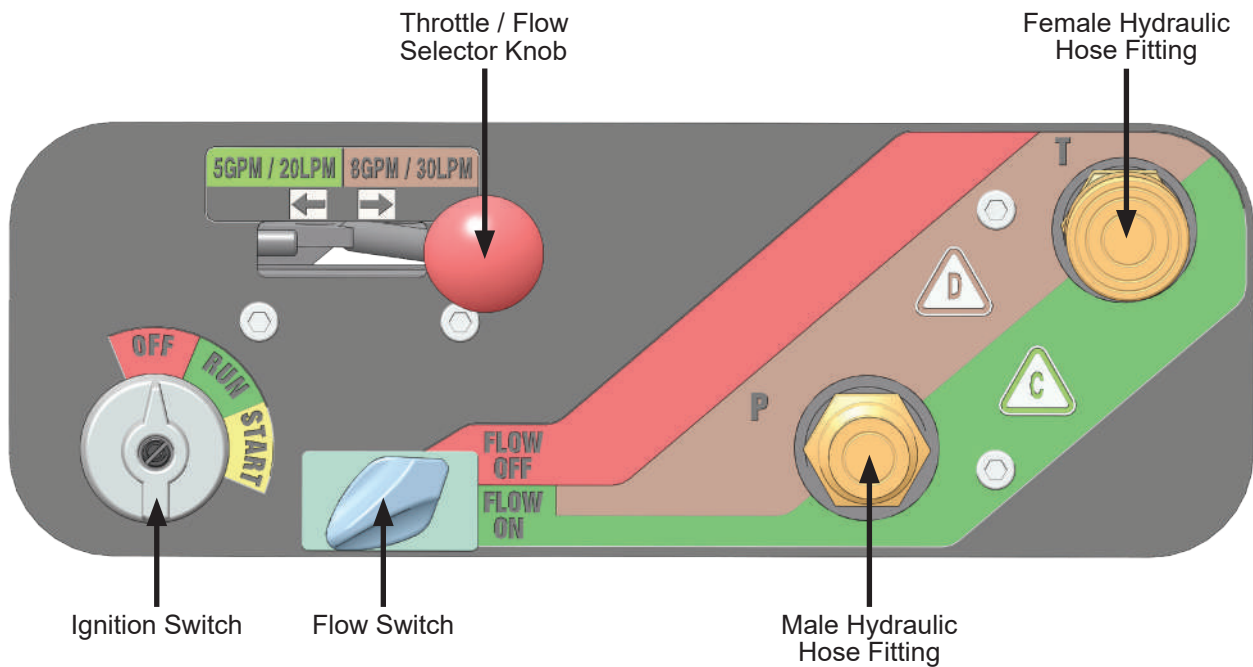 Throttle / Flow
Selector Knob
Female Hydraulic
Hose Fitting
5GPM / 20LPM
8GPM / 30LPM
T
D
OFF
RUN
START
C
P
FLOW
OFF
FLOW
ON
Ignition Switch
Flow Switch
Male Hydraulic
Hose Fitting